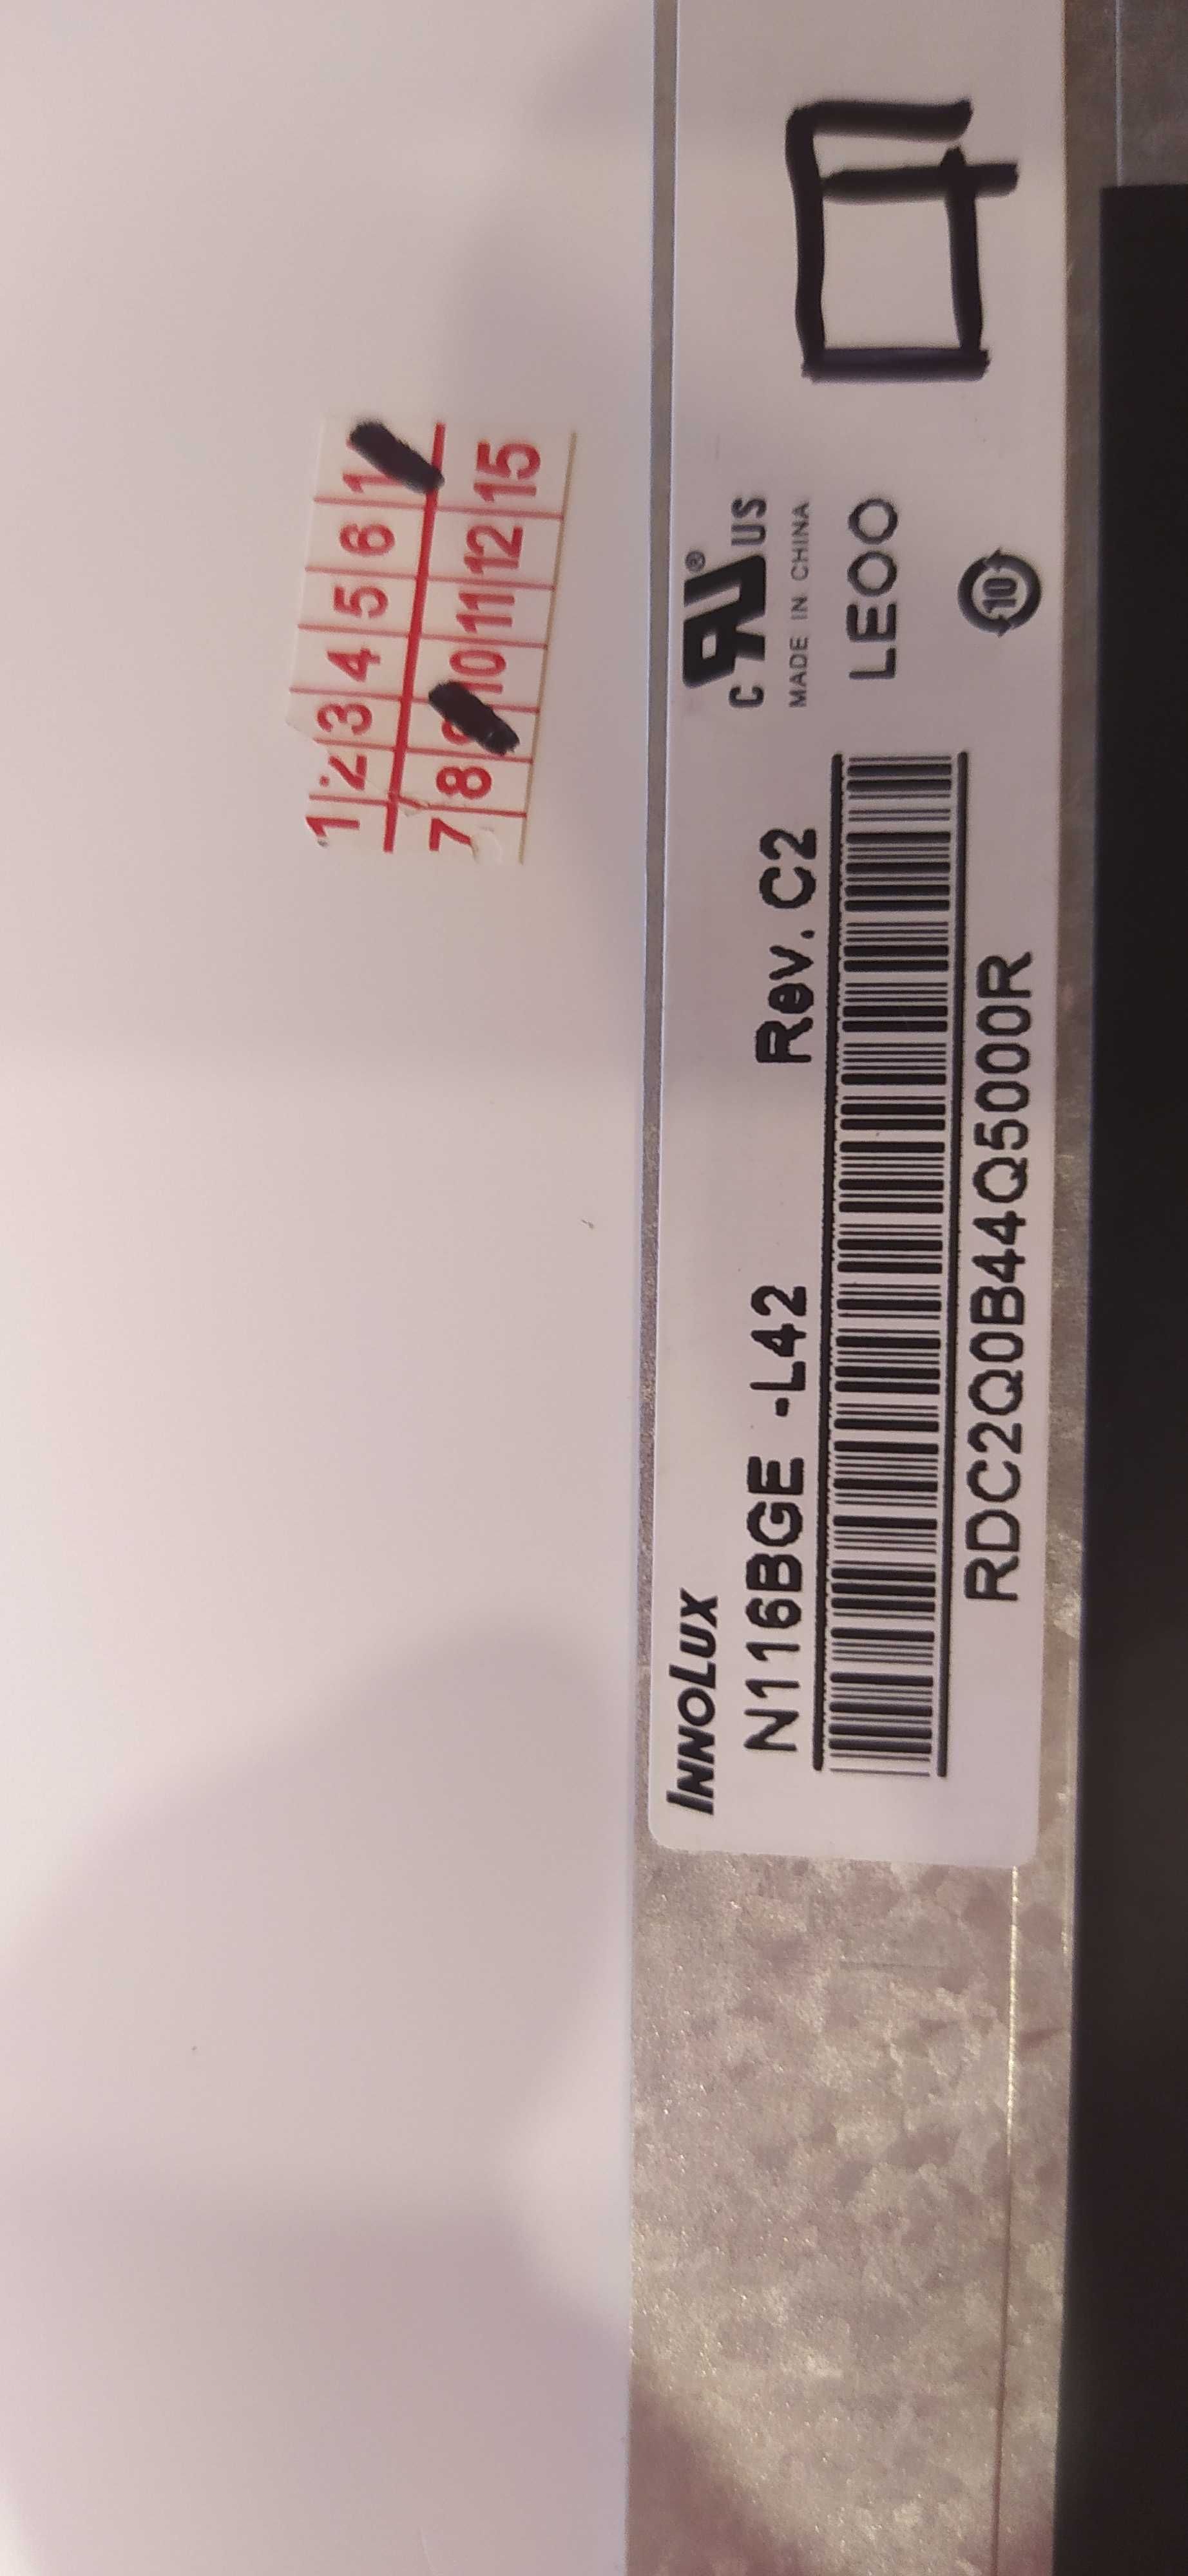 INNOLUX
N116BGE -L42 Rev. C2
RDC2Q0B44Q5000R
c RU® US
MADE IN CHINA
LEOO
10
1 2 3 4 5 6
7 8 10 11 12 15